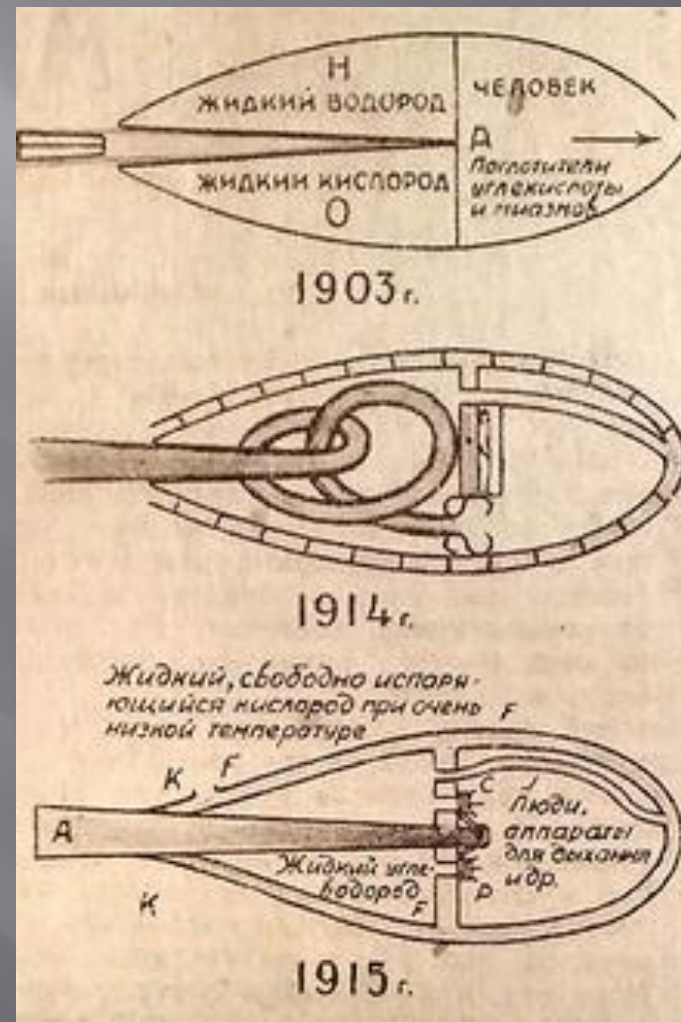 Н
ЖИДКИЙ ВОДОРОД
ЧЕЛОВЕК
А
ЖИДКИЙ КИСЛОРОД
О
Поглотители
углекислоты
и миазмов
1903 г.
1914 г.
Жидкий, свободно испаря-
ющийся кислород при очень
низкой температуре
F
K
F
A
K
Жидкий угле-
водород
F
C
J
Люди,
аппараты
для дыхания
и др.
D
1915 г.